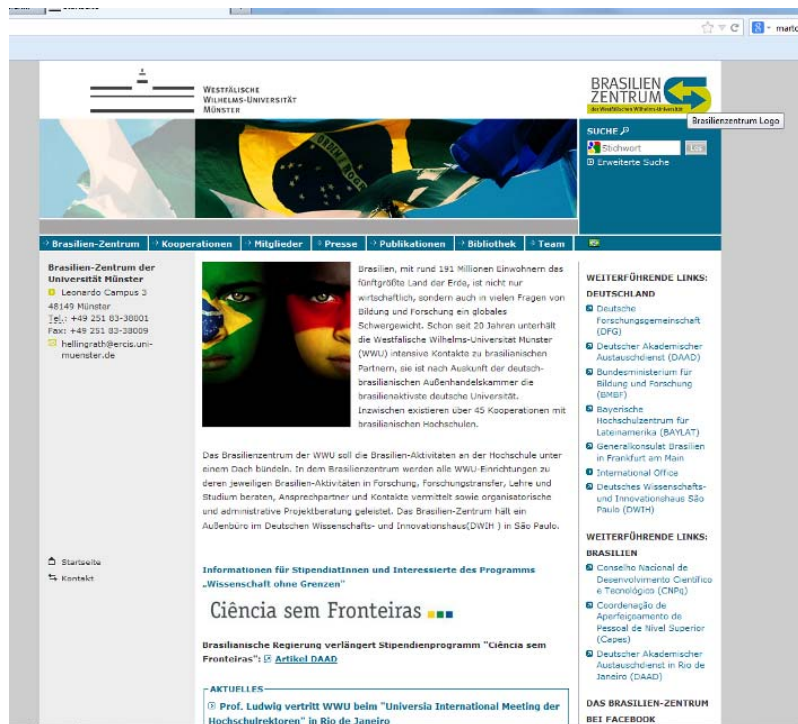 WESTFÄLISCHE
WILHELMS-UNIVERSITÄT
MÜNSTER
BRASILIEN
ZENTRUM
der Westfälischen Wilhelms-Universität
Brasilienzentrum Logo
SUCHE
Stichwort
Los
Erweiterte Suche
Brasilien-Zentrum
Kooperationen
Mitglieder
Presse
Publikationen
Bibliothek
Team
Brasilien-Zentrum der
Universität Münster
Leonardo Campus 3
48149 Münster
Tel.: +49 251 83-38001
Fax: +49 251 83-38009
hellingrath@ercis.uni-
muenster.de
Startseite
Kontakt
Brasilien, mit rund 191 Millionen Einwohnern das
fünftgrößte Land der Erde, ist nicht nur
wirtschaftlich, sondern auch in vielen Fragen von
Bildung und Forschung ein globales
Schwergewicht. Schon seit 20 Jahren unterhält
die Westfälische Wilhelms-Universität Münster
(WWU) intensive Kontakte zu brasilianischen
Partnern, sie ist nach Auskunft der deutsch-
brasilianischen Außenhandelskammer die
brasilienaktivste deutsche Universität.
Inzwischen existieren über 45 Kooperationen mit
brasilianischen Hochschulen.
Das Brasilienzentrum der WWU soll die Brasilien-Aktivitäten an der Hochschule unter
einem Dach bündeln. In dem Brasilienzentrum werden alle WWU-Einrichtungen zu
deren jeweiligen Brasilien-Aktivitäten in Forschung, Forschungstransfer, Lehre und
Studium beraten, Ansprechpartner und Kontakte vermittelt sowie organisatorische
und administrative Projektberatung geleistet. Das Brasilien-Zentrum hält ein
Außenbüro im Deutschen Wissenschafts- und Innovationshaus(DWIH ) in São Paulo.
Informationen für StipendiatInnen und Interessierte des Programms
„Wissenschaft ohne Grenzen"
Ciência sem Fronteiras
Brasilianische Regierung verlängert Stipendienprogramm "Ciência sem
Fronteiras": Artikel DAAD
AKTUELLES
Prof. Ludwig vertritt WWU beim "Universia International Meeting der
Hochschulrektoren" in Rio de Janeiro
WEITERFÜHRENDE LINKS:
DEUTSCHLAND
Deutsche
Forschungsgemeinschaft
(DFG)
Deutscher Akademischer
Austauschdienst (DAAD)
Bundesministerium für
Bildung und Forschung
(BMBF)
Bayerische
Hochschulzentrum für
Lateinamerika (BAYLAT)
Generalkonsulat Brasilien
in Frankfurt am Main
International Office
Deutsches Wissenschafts-
und Innovationshaus São
Paulo (DWIH)
WEITERFÜHRENDE LINKS:
BRASILIEN
Conselho Nacional de
Desenvolvimento Científico
e Tecnológico (CNPq)
Coordenação de
Aperfeiçoamento de
Pessoal de Nível Superior
(Capes)
Deutscher Akademischer
Austauschdienst in Rio de
Janeiro (DAAD)
DAS BRASILIEN-ZENTRUM
BEI FACEBOOK